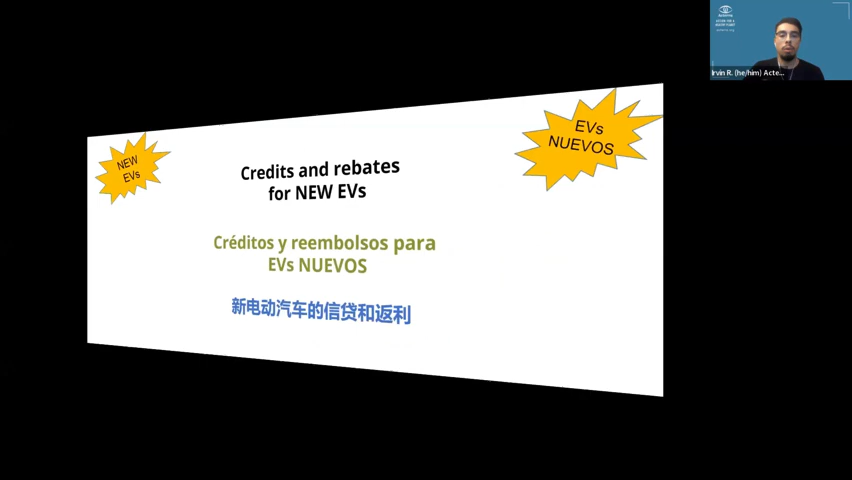 NEW
EVs
EVs
NUEVOS
Credits and rebates
for NEW EVs
Créditos y reembolsos para
EVs NUEVOS
新电动汽车的信贷和返利
Irvin R. (he/him) Acte...